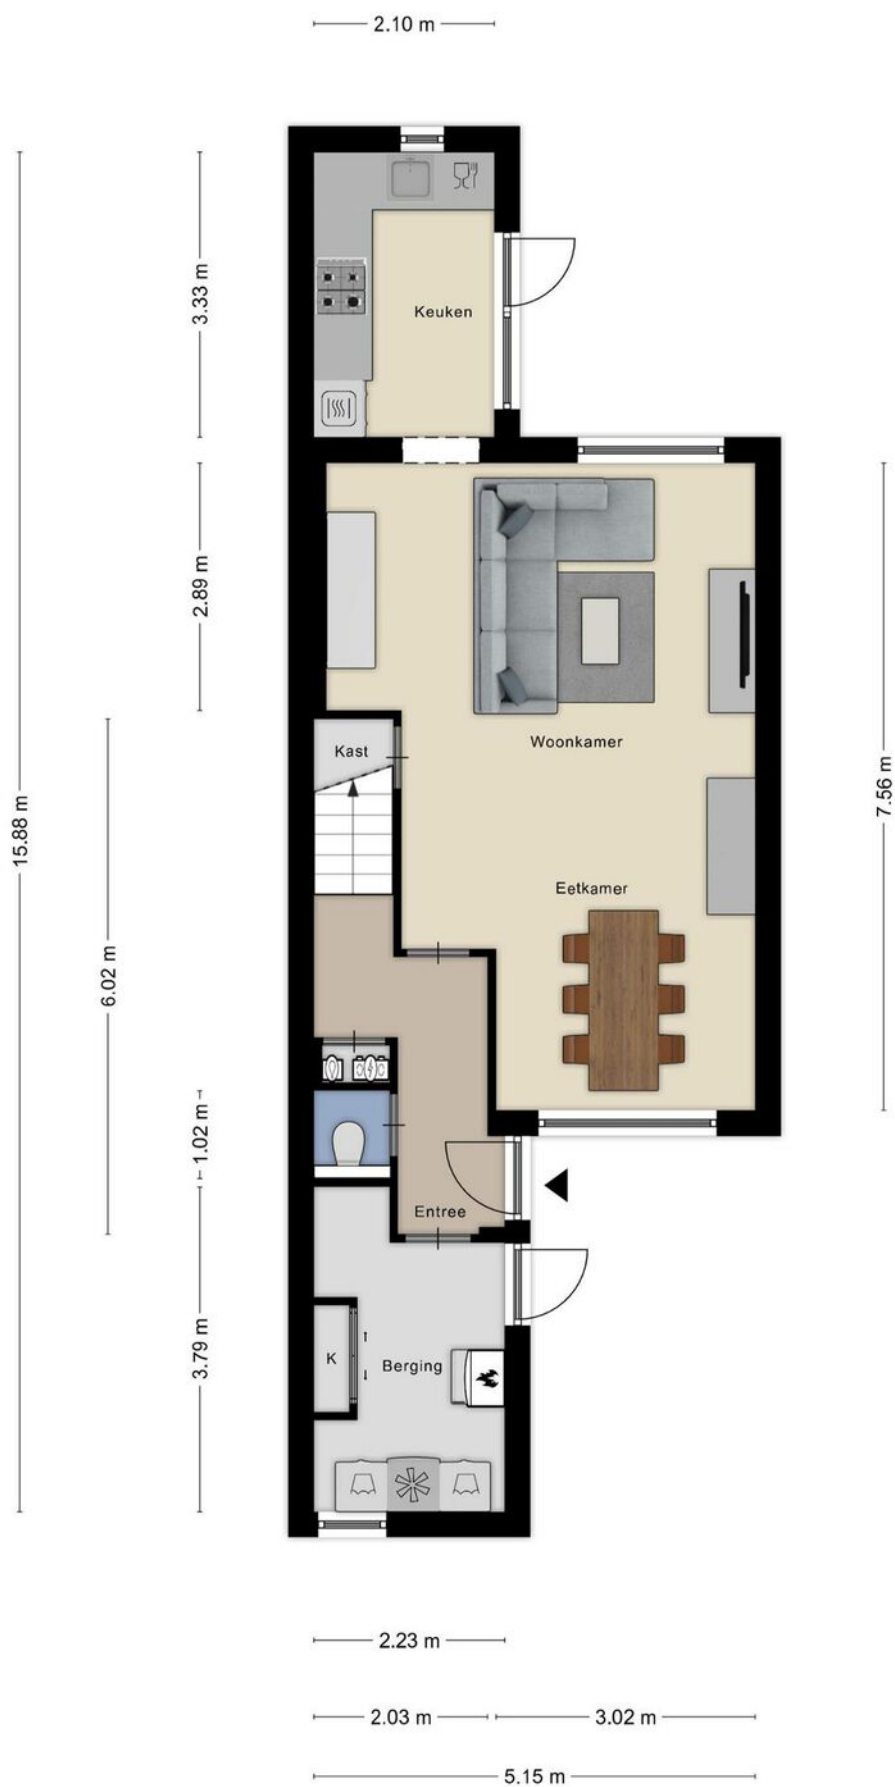 2.10 m
3.33 m
Keuken
2.89 m
Woonkamer
Kast
7.56 m
15.88 m
Eetkamer
6.02 m
1.02 m
Entree
3.79 m
K
Berging
2.23 m
2.03 m
3.02 m
5.15 m